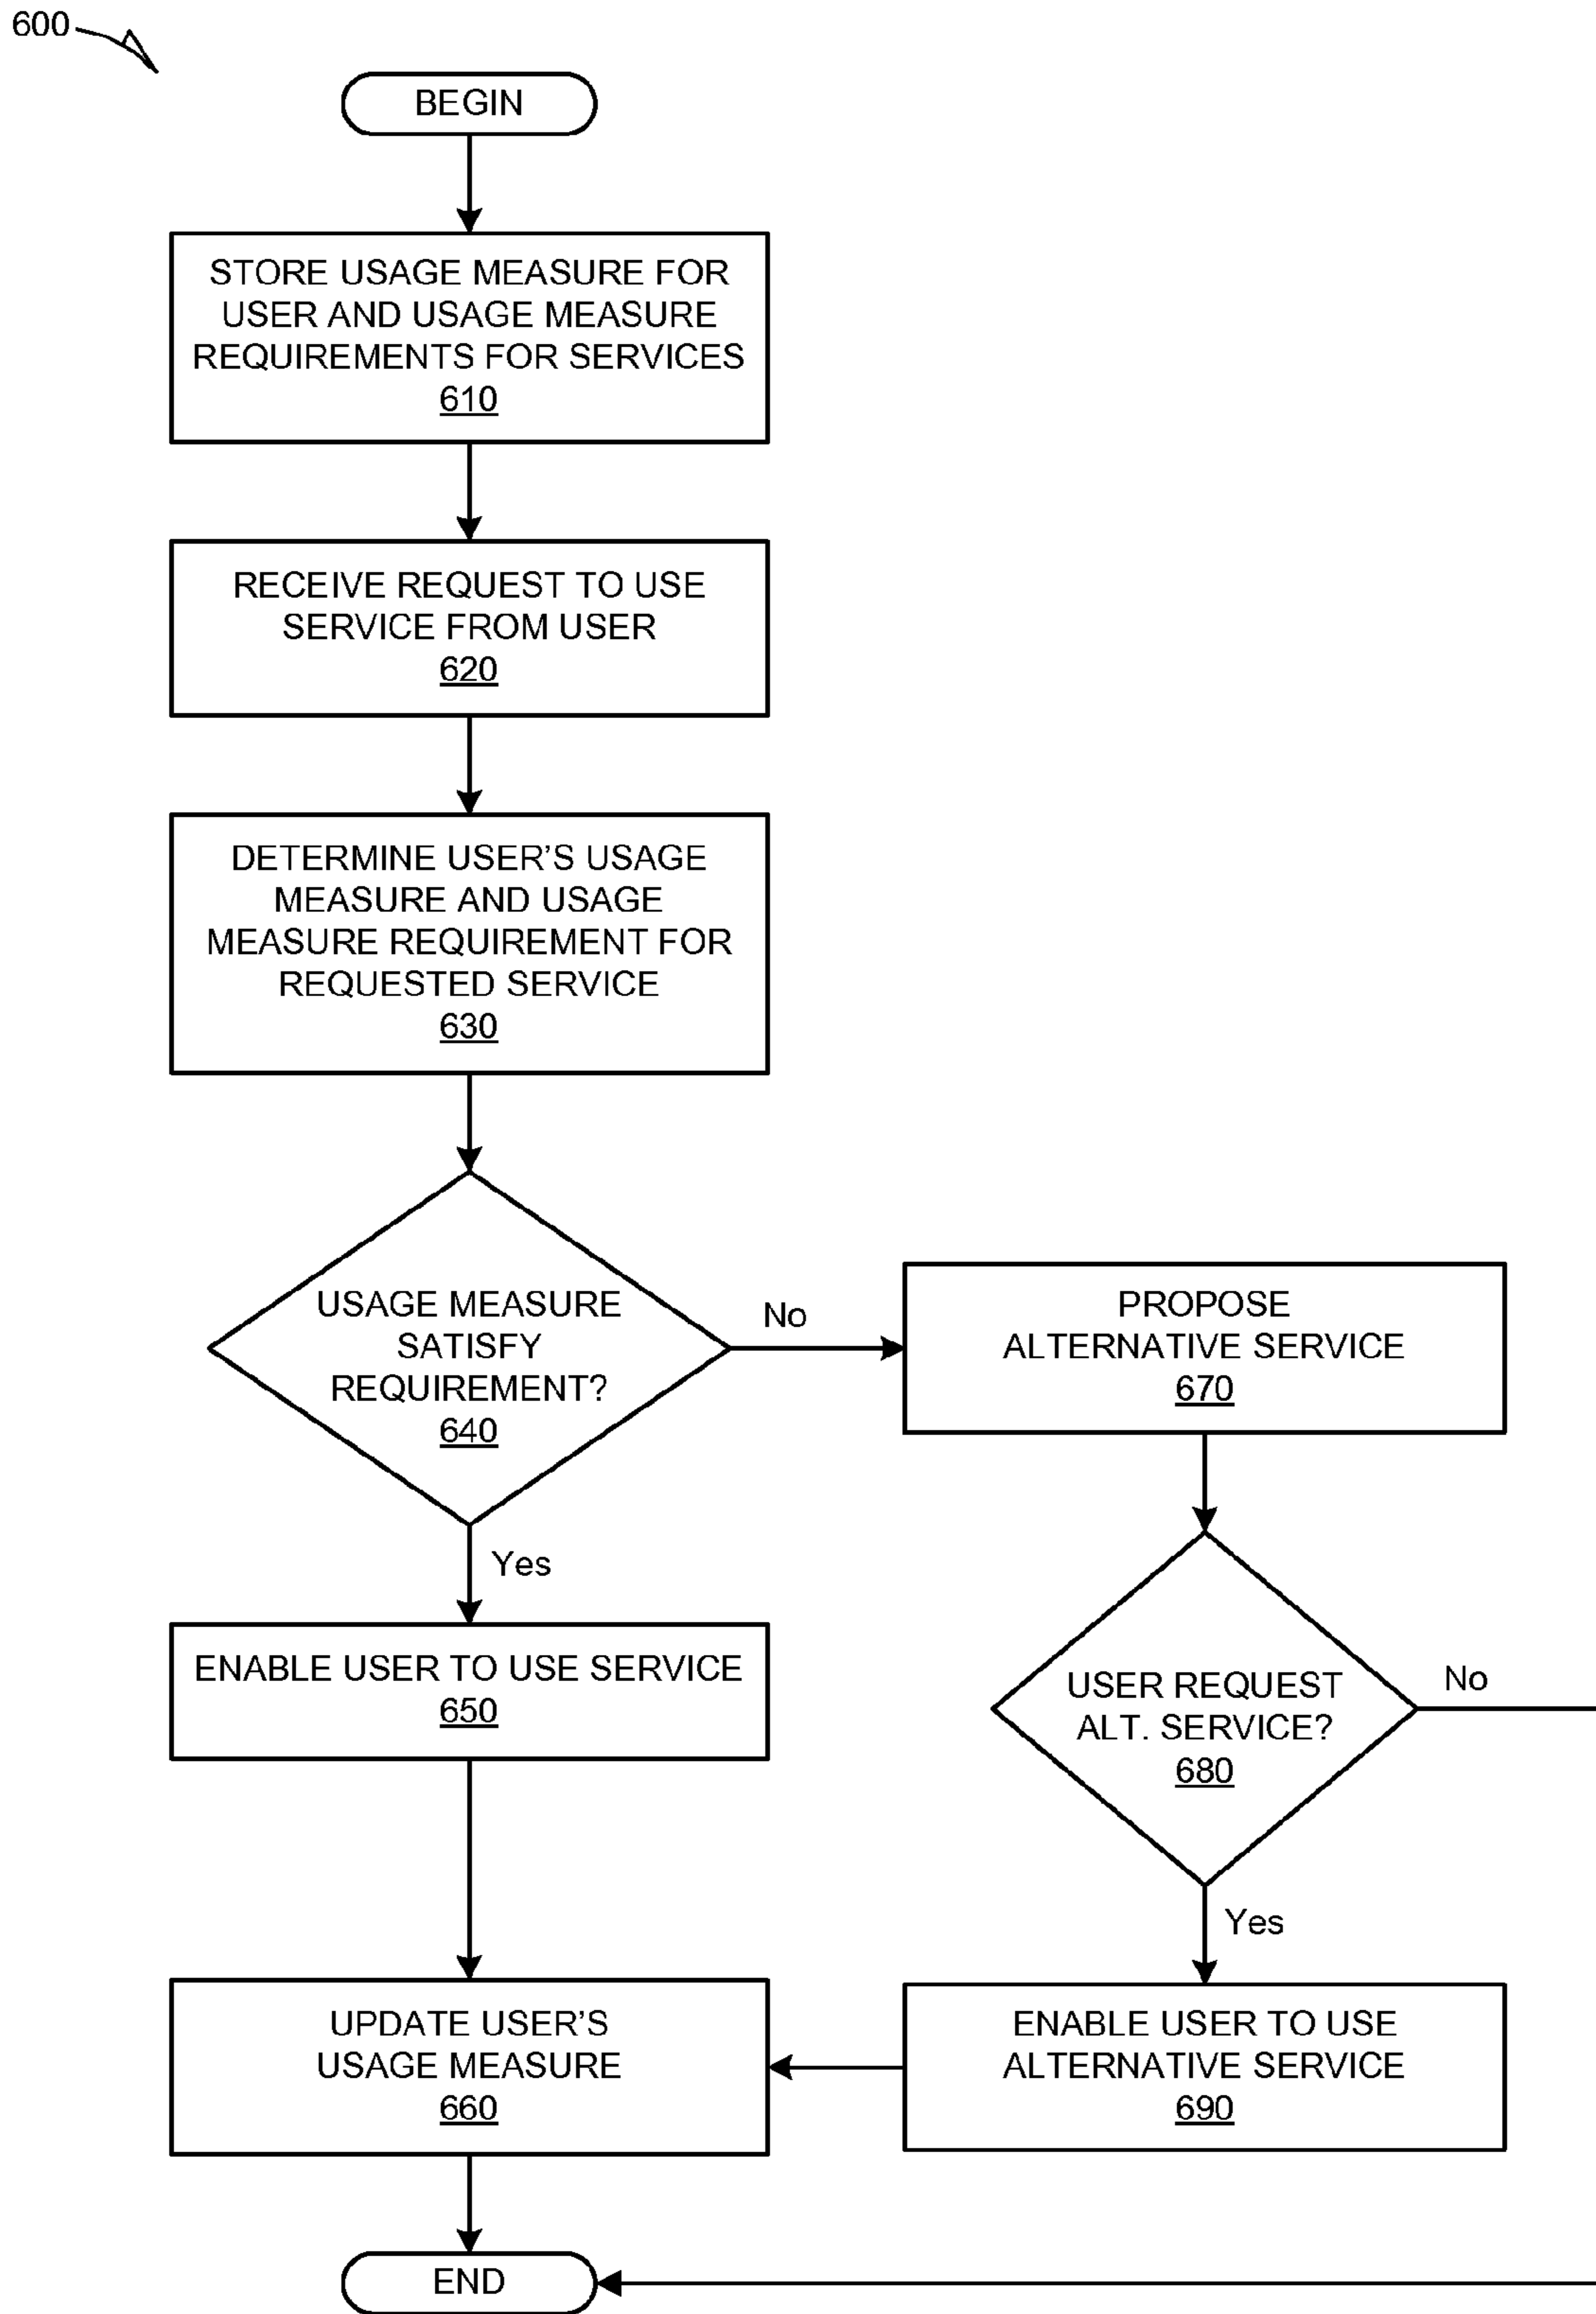 600
BEGIN
STORE USAGE MEASURE FOR
USER AND USAGE MEASURE
REQUIREMENTS FOR SERVICES
610
RECEIVE REQUEST TO USE
SERVICE FROM USER
620
DETERMINE USER'S USAGE
MEASURE AND USAGE
MEASURE REQUIREMENT FOR
REQUESTED SERVICE
630
USAGE MEASURE
SATISFY
REQUIREMENT?
640
No
PROPOSE
ALTERNATIVE SERVICE
670
Yes
ENABLE USER TO USE SERVICE
650
USER REQUEST
ALT. SERVICE?
680
No
Yes
UPDATE USER'S
USAGE MEASURE
660
ENABLE USER TO USE
ALTERNATIVE SERVICE
690
END